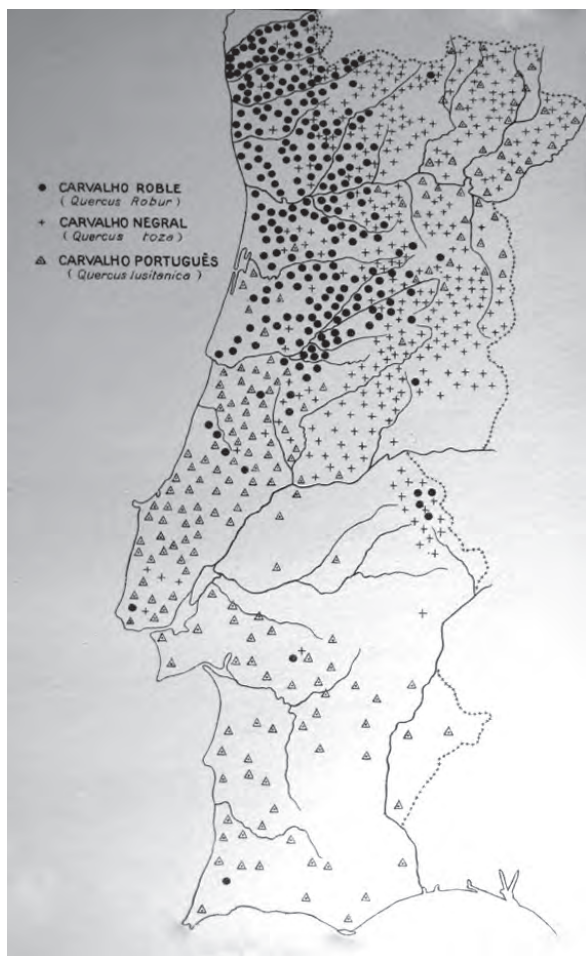 CARVALHO ROBLE
(Quercus Robur)
CARVALHO NEGRAL
(Quercus toza)
CARVALHO PORTUGUÊS
(Quercus lusitanica)